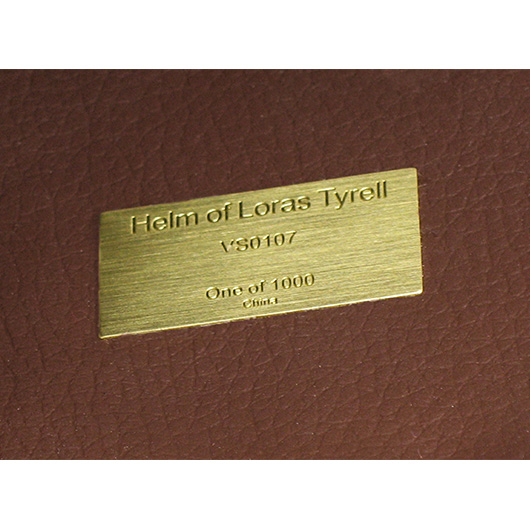 Helm of Loras Tyrell
VS0107
One of 1000
China